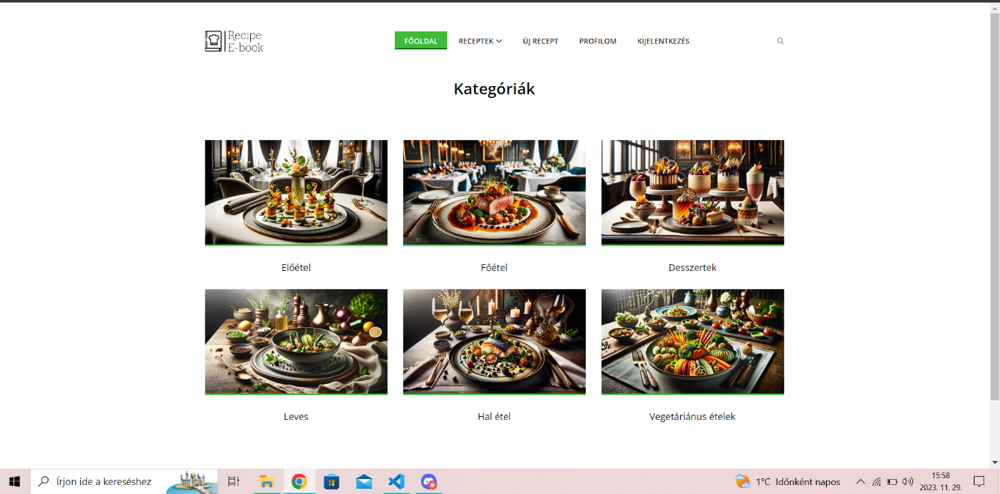 Recipe
E-book
FŐOLDAL RECEPTEK ÚJ RECEPT PROFILOM KIJELENTKEZÉS
Kategóriák
Előétel Főétel Desszertek
Leves Hal étel Vegetáriánus ételek
Írjon ide a kereséshez 1°C Időnként napos 15:58
2023. 11. 29.